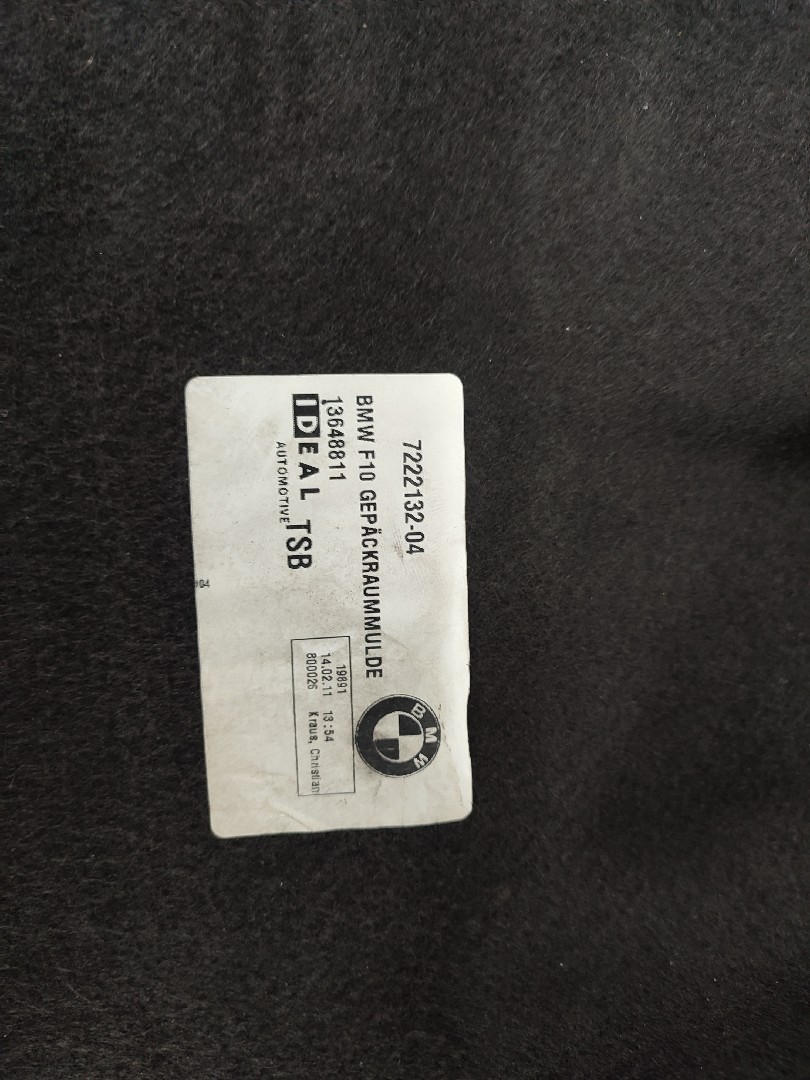 7222132-04
BMW F10 GEPÄCKRAUMMULDE
13648811
IDEAL TSB
AUTOMOTIVE
BMW
19891
14.02.11 13:54
800026 Kraus, Christian